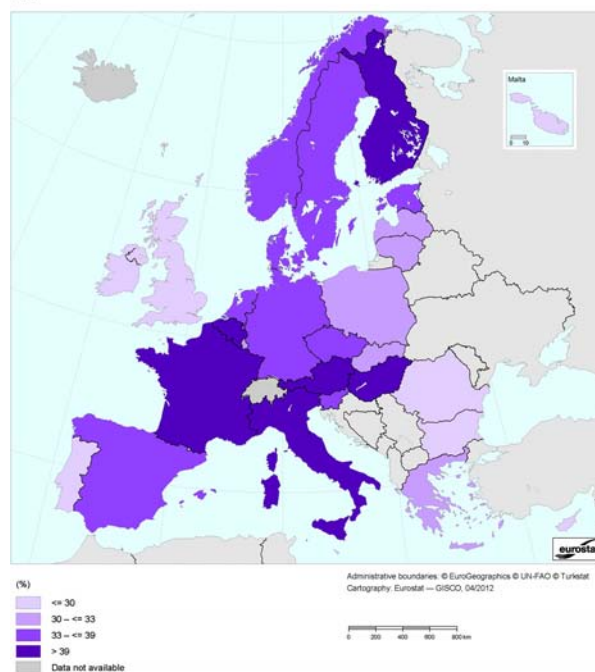 Malta
0 10
eurostat
Administrative boundaries: © EuroGeographics © UN-FAO © Turkstat
Cartography: Eurostat — GISCO, 04/2012
(%)
<= 30
30 – <= 33
33 – <= 39
> 39
Data not available
0 200 400 600 800 km